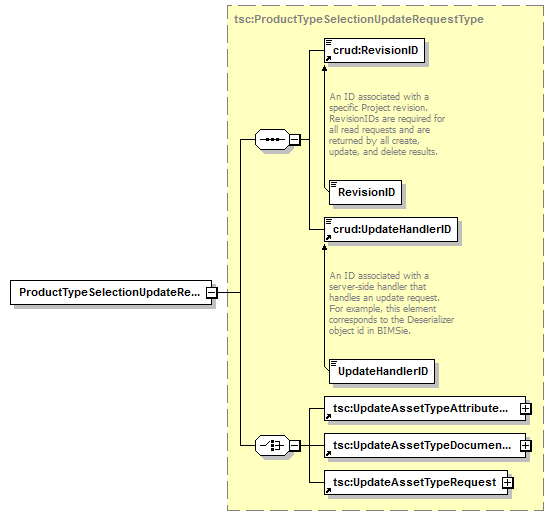 tsc:ProductTypeSelectionUpdateRequestType
crud:RevisionID
An ID associated with a
specific Project revision.
RevisionIDs are required for
all read requests and are
returned by all create,
update, and delete results.
RevisionID
crud:UpdateHandlerID
An ID associated with a
server-side handler that
handles an update request.
For example, this element
corresponds to the Deserializer
object id in BIMSie.
UpdateHandlerID
ProductTypeSelectionUpdateRe...
tsc:UpdateAssetTypeAttribute...
tsc:UpdateAssetTypeDocumen...
tsc:UpdateAssetTypeRequest